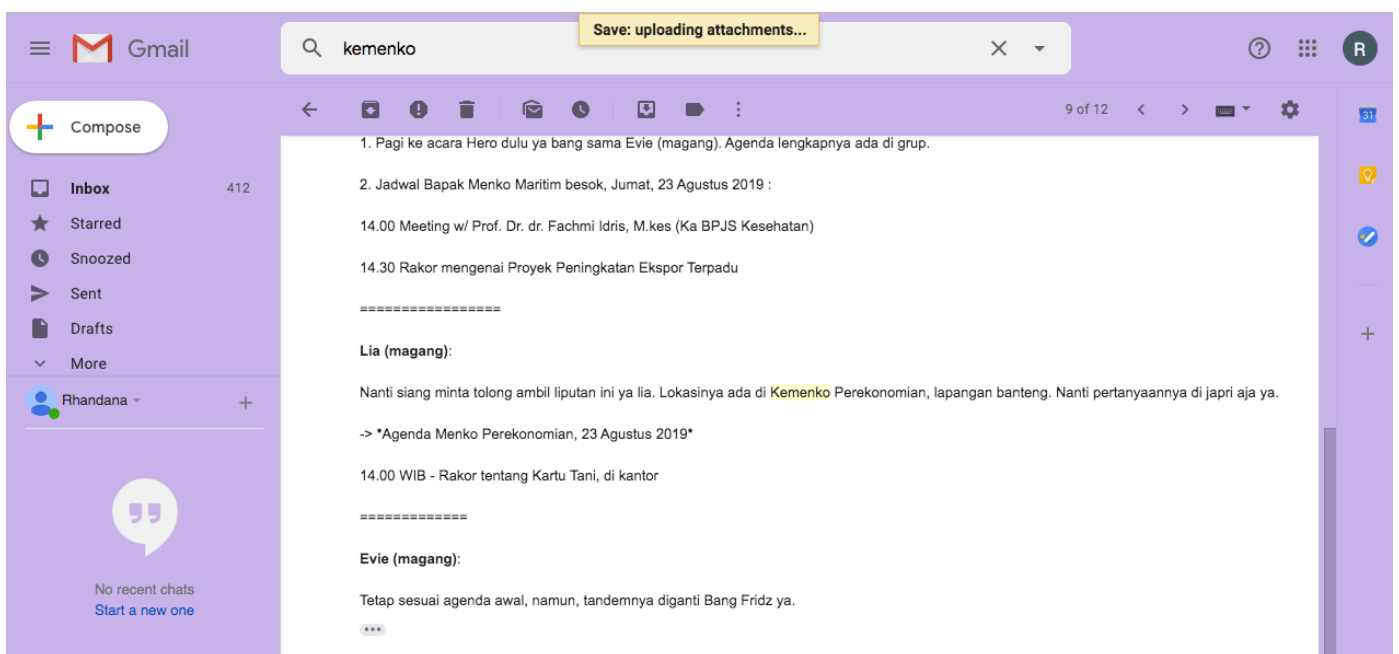 Save: uploading attachments...
Gmail
kemenko
R
Compose
9 of 12
31
Inbox 412
Starred
Snoozed
Sent
Drafts
More
Rhandana
No recent chats
Start a new one
1. Pagi ke acara Hero dulu ya bang sama Evie (magang). Agenda lengkapnya ada di grup.
2. Jadwal Bapak Menko Maritim besok, Jumat, 23 Agustus 2019 :
14.00 Meeting w/ Prof. Dr. dr. Fachmi Idris, M.kes (Ka BPJS Kesehatan)
14.30 Rakor mengenai Proyek Peningkatan Ekspor Terpadu
=================
Lia (magang):
Nanti siang minta tolong ambil liputan ini ya lia. Lokasinya ada di Kemenko Perekonomian, lapangan banteng. Nanti pertanyaannya di japri aja ya.
-> *Agenda Menko Perekonomian, 23 Agustus 2019*
14.00 WIB - Rakor tentang Kartu Tani, di kantor
=============
Evie (magang):
Tetap sesuai agenda awal, namun, tandemnya diganti Bang Fridz ya.